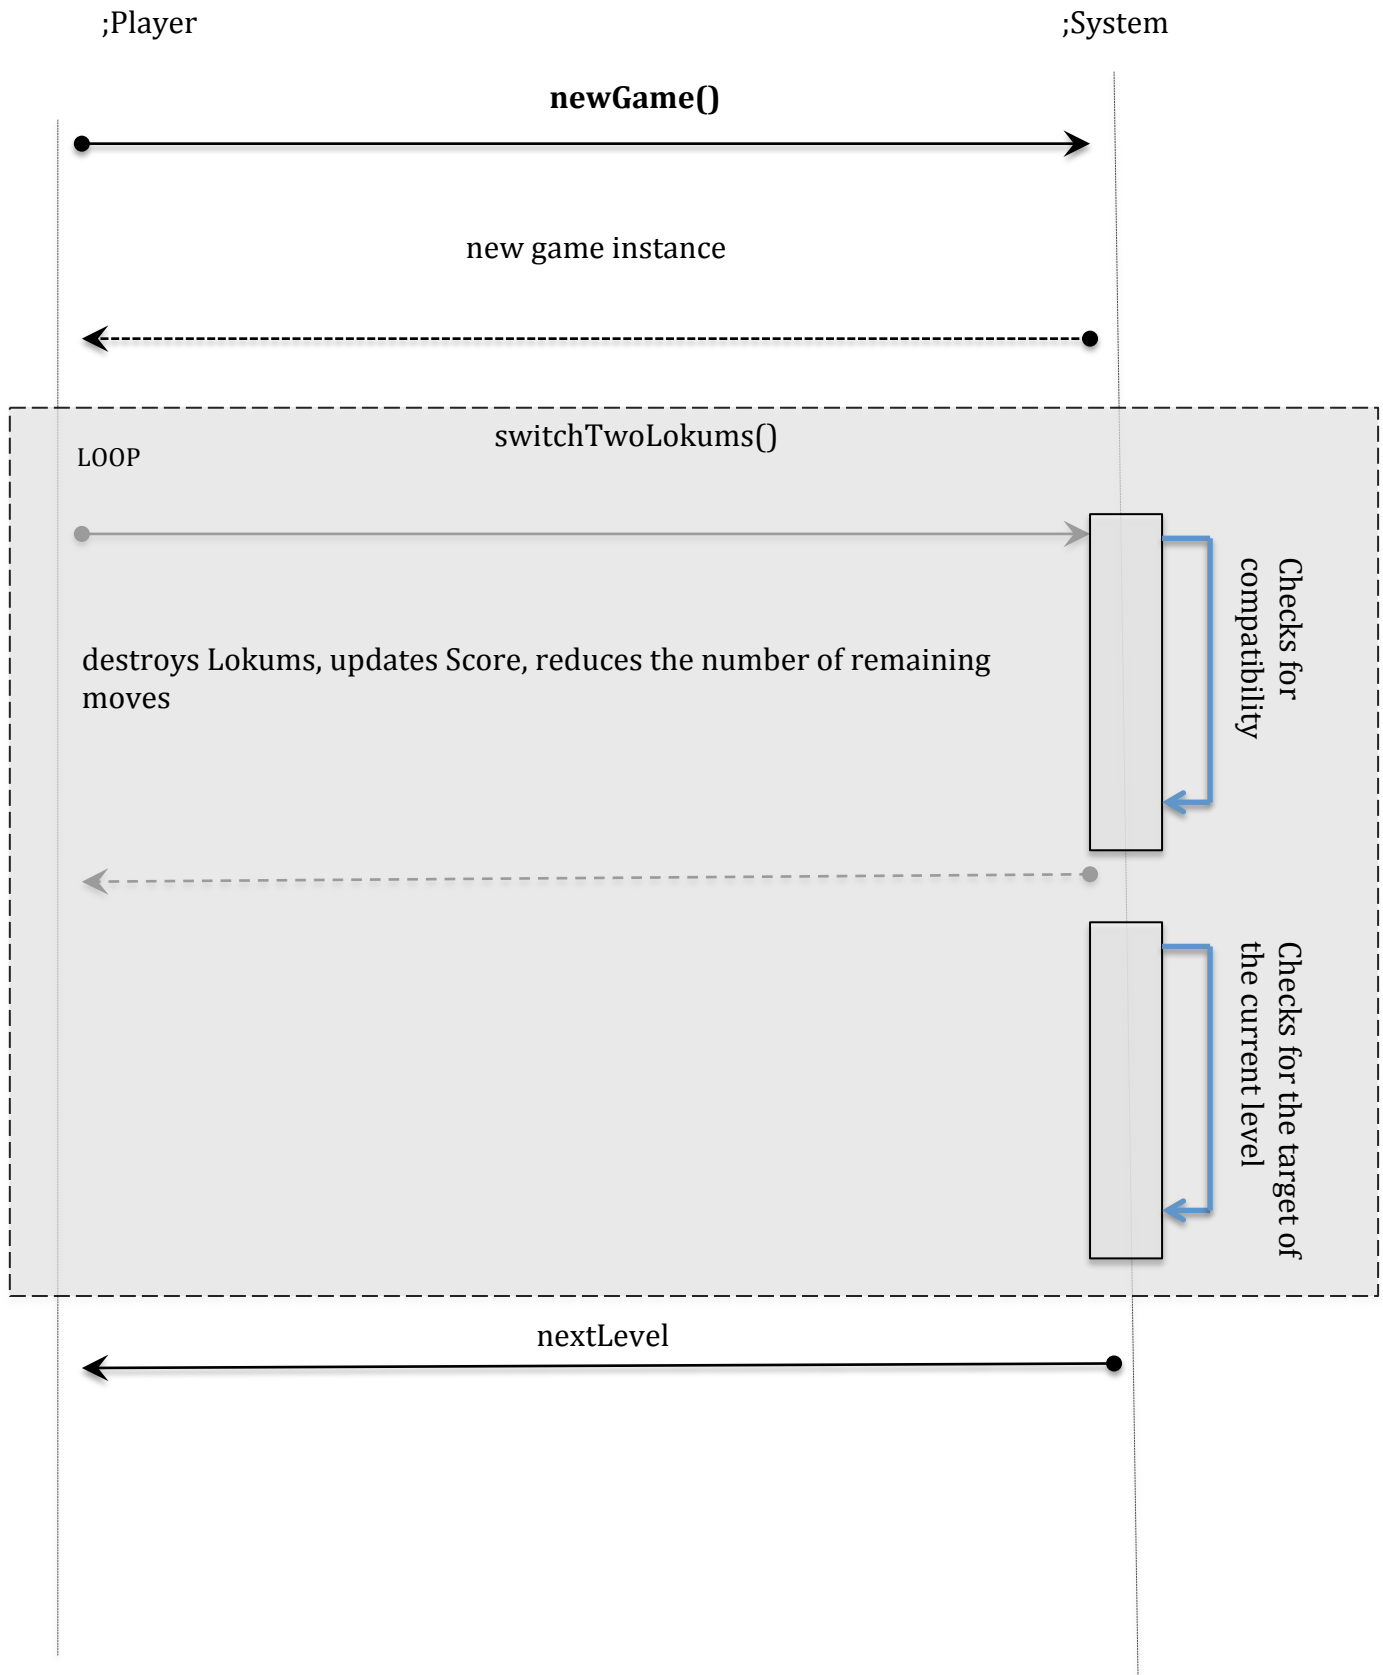 ;Player
;System
newGame()
new game instance
switchTwoLokums()
LOOP
Checks for
compatibility
destroys Lokums, updates Score, reduces the number of remaining
moves
Checks for the target of
the current level
nextLevel